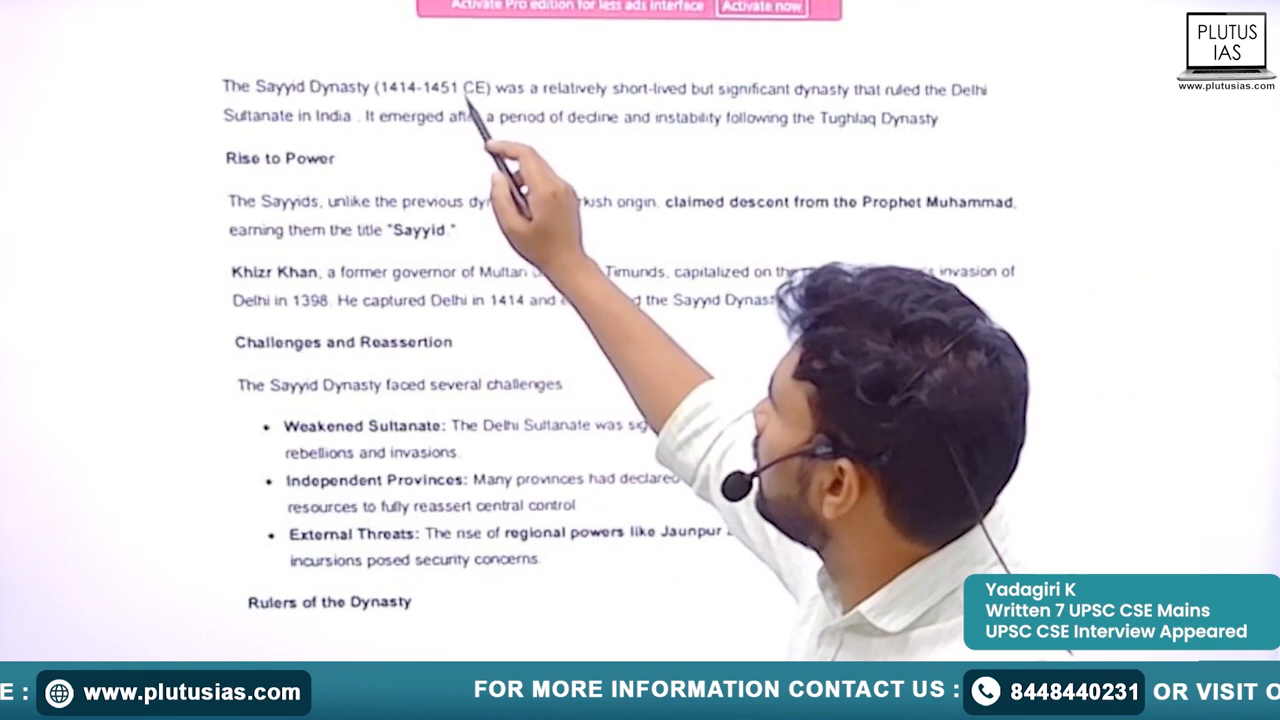 Activate Pro edition for less ads interface Activate now
PLUTUS
IAS
www.plutusias.com
The Sayyid Dynasty (1414-1451 CE) was a relatively short-lived but significant dynasty that ruled the Delhi
Sultanate in India . It emerged after a period of decline and instability following the Tughlaq Dynasty
Rise to Power
The Sayyids, unlike the previous origin, claimed descent from the Prophet Muhammad,
earning them the title "Sayyid."
Khizr Khan, a former governor of Multan Timurids, capitalized on the invasion of
Delhi in 1398. He captured Delhi in 1414 and the Sayyid Dynasty
Challenges and Reassertion
The Sayyid Dynasty faced several challenges
• Weakened Sultanate: The Delhi Sultanate was
rebellions and invasions.
• Independent Provinces: Many provinces had declared
resources to fully reassert central control
• External Threats: The rise of regional powers like Jaunpur
incursions posed security concerns.
Rulers of the Dynasty
Yadagiri K
Written 7 UPSC CSE Mains
UPSC CSE Interview Appeared
E : www.plutusias.com FOR MORE INFORMATION CONTACT US : 8448440231 OR VISIT